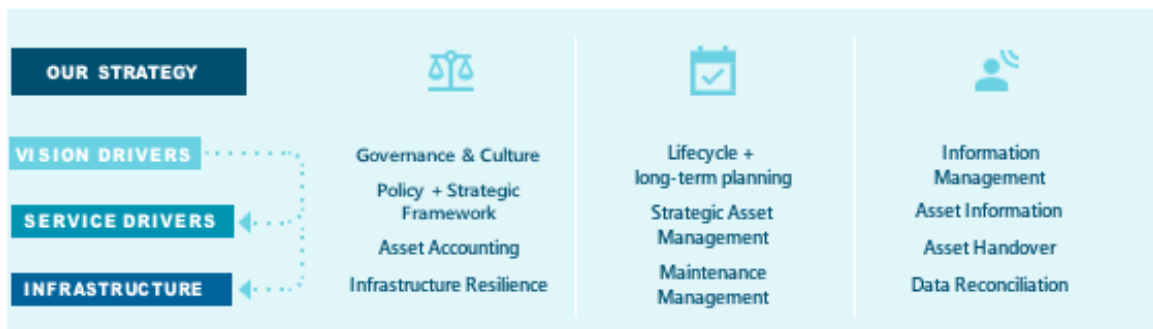 OUR STRATEGY
VISION DRIVERS
SERVICE DRIVERS
INFRASTRUCTURE
Governance & Culture
Policy + Strategic
Framework
Asset Accounting
Infrastructure Resilience
Lifecycle +
long-term planning
Strategic Asset
Management
Maintenance
Management
Information
Management
Asset Information
Asset Handover
Data Reconciliation